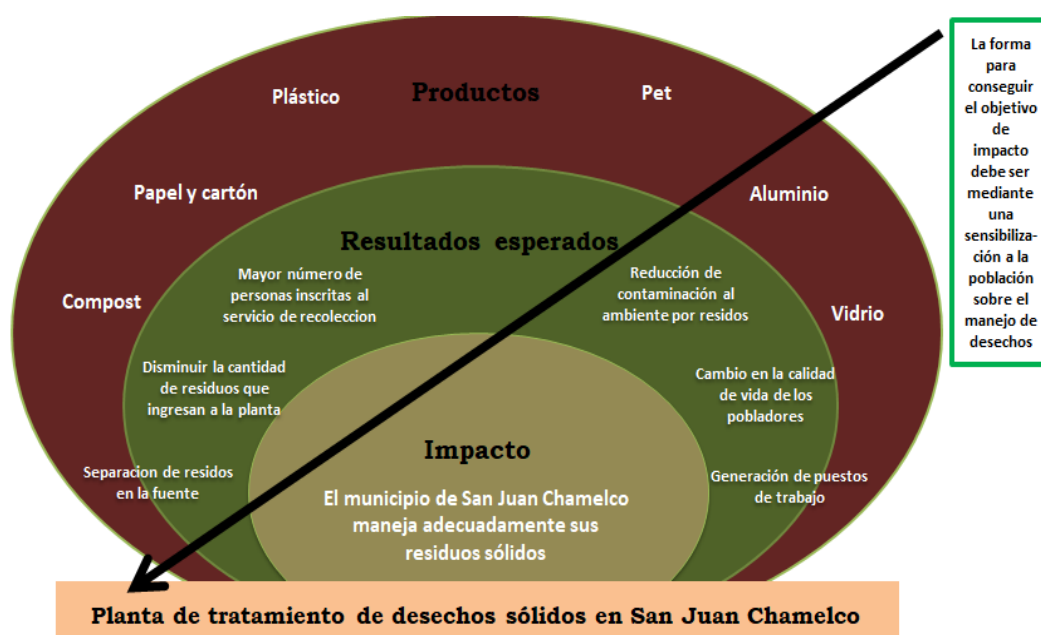 Productos
Plástico
Pet
Papel y cartón
Aluminio
Compost
Vidrio
Resultados esperados
Mayor número de
personas inscritas al
servicio de recoleccion
Reducción de
contaminación al
ambiente por residos
Disminuir la cantidad
de residuos que
ingresan a la planta
Cambio en la calidad
de vida de los
pobladores
Separacion de residos
en la fuente
Generación de puestos
de trabajo
Impacto
El municipio de San Juan Chamelco
maneja adecuadamente sus
residuos sólidos
Planta de tratamiento de desechos sólidos en San Juan Chamelco
La forma
para
conseguir
el objetivo
de
impacto
debe ser
mediante
una
sensibiliza-
ción a la
población
sobre el
manejo de
desechos